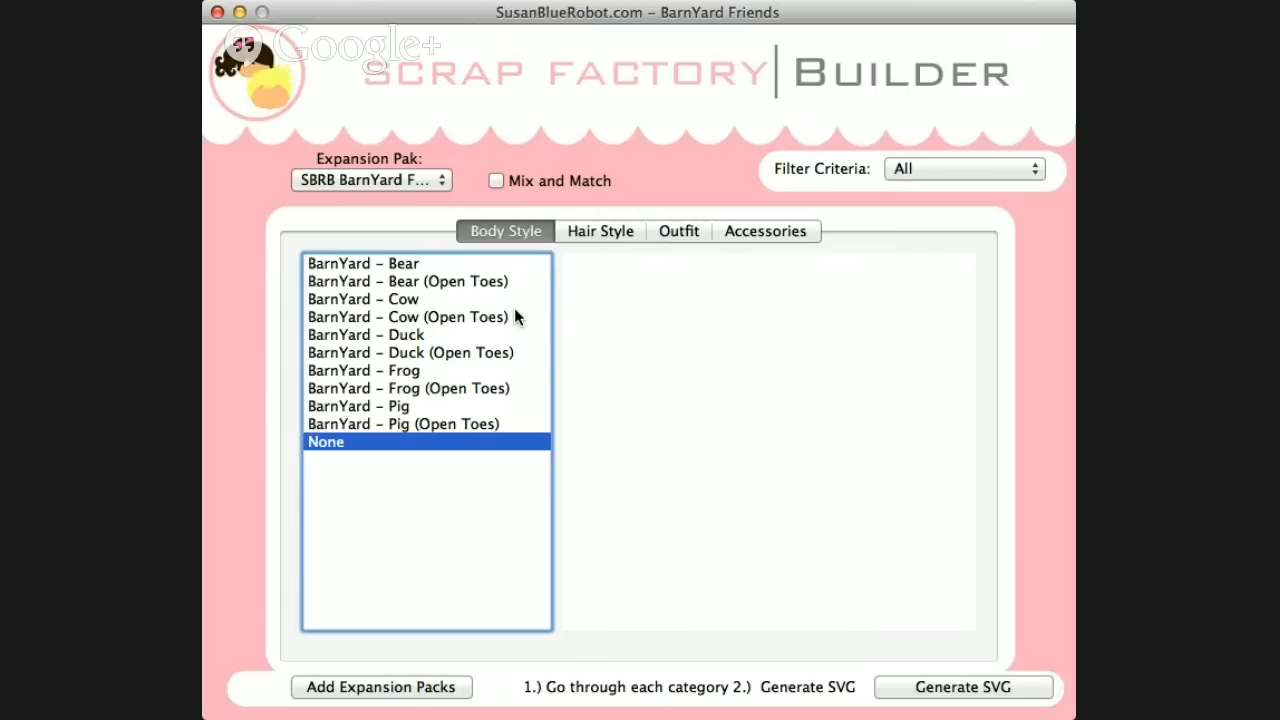 SusanBlueRobot.com – BarnYard Friends
Google+
SCRAP FACTORY | BUILDER
Expansion Pak:
SBRB BarnYard F...
Mix and Match
Filter Criteria:
All
Body Style
Hair Style
Outfit
Accessories
BarnYard – Bear
BarnYard – Bear (Open Toes)
BarnYard – Cow
BarnYard – Cow (Open Toes)
BarnYard – Duck
BarnYard – Duck (Open Toes)
BarnYard – Frog
BarnYard – Frog (Open Toes)
BarnYard – Pig
BarnYard – Pig (Open Toes)
None
Add Expansion Packs
1.) Go through each category 2.) Generate SVG
Generate SVG